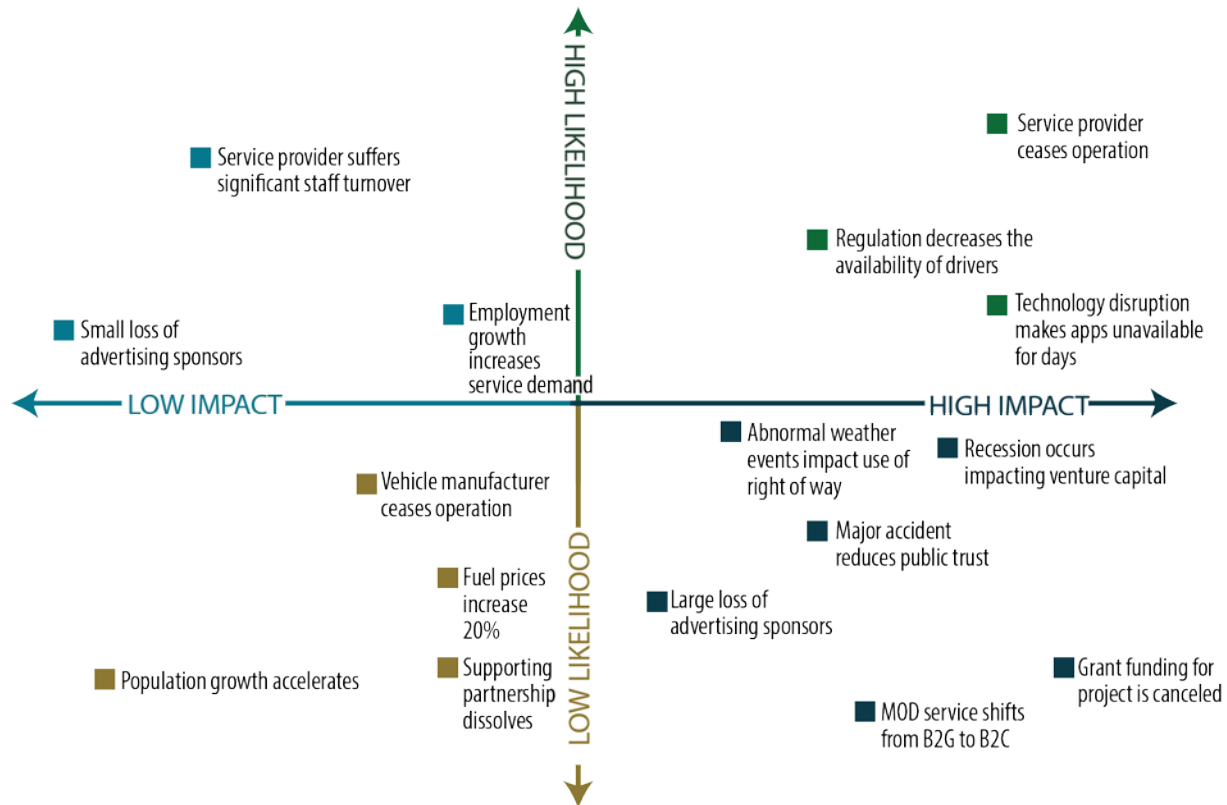 HIGH LIKELIHOOD
Service provider
ceases operation
Service provider suffers
significant staff turnover
Regulation decreases the
availability of drivers
Employment
growth
increases
service demand
Technology disruption
makes apps unavailable
for days
Small loss of
advertising sponsors
LOW IMPACT
HIGH IMPACT
Abnormal weather
events impact use of
right of way
Recession occurs
impacting venture capital
Vehicle manufacturer
ceases operation
Major accident
reduces public trust
LOW LIKELIHOOD
Fuel prices
increase
20%
Large loss of
advertising sponsors
Population growth accelerates
Supporting
partnership
dissolves
Grant funding for
project is canceled
MOD service shifts
from B2G to B2C